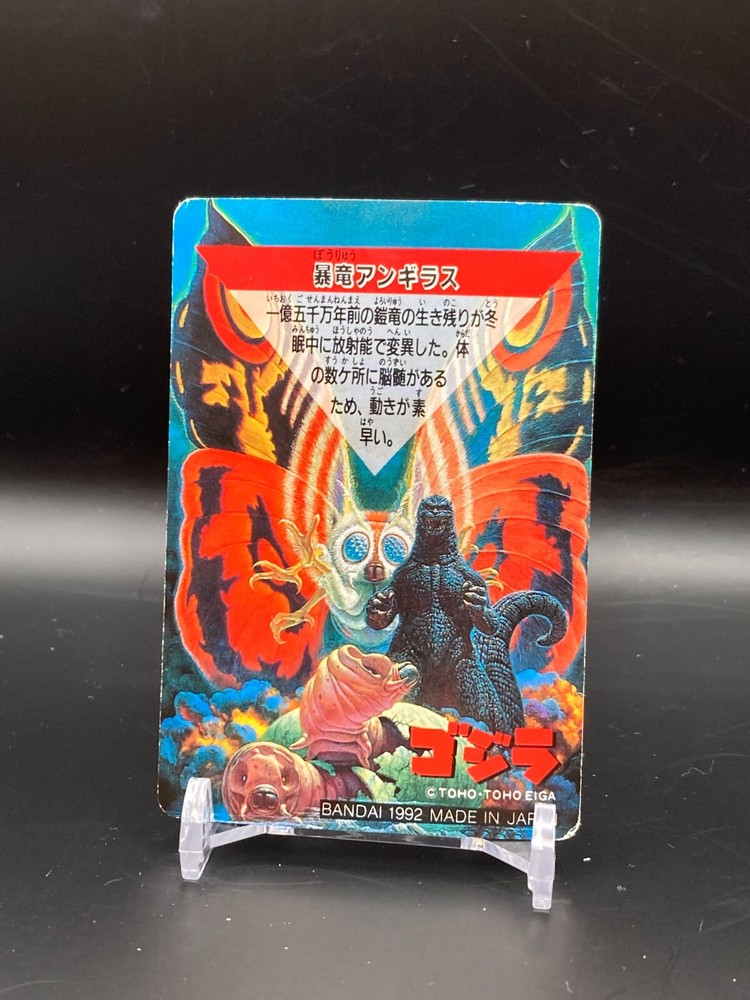 ぼうりゅう
暴竜アンギラス
いちおくごせんまんねんまえ よろいりゅう い のこ とう
一億五千万年前の鎧竜の生き残りが冬
みんちゅう ほうしゃのう へんい からだ
眠中に放射能で変異した。体
すうかしょ のうずい
の数ケ所に脳髄がある
うご す
ため、動きが素
はや
早い。
ゴジラ
©TOHO・TOHO EIGA
BANDAI 1992 MADE IN JAP